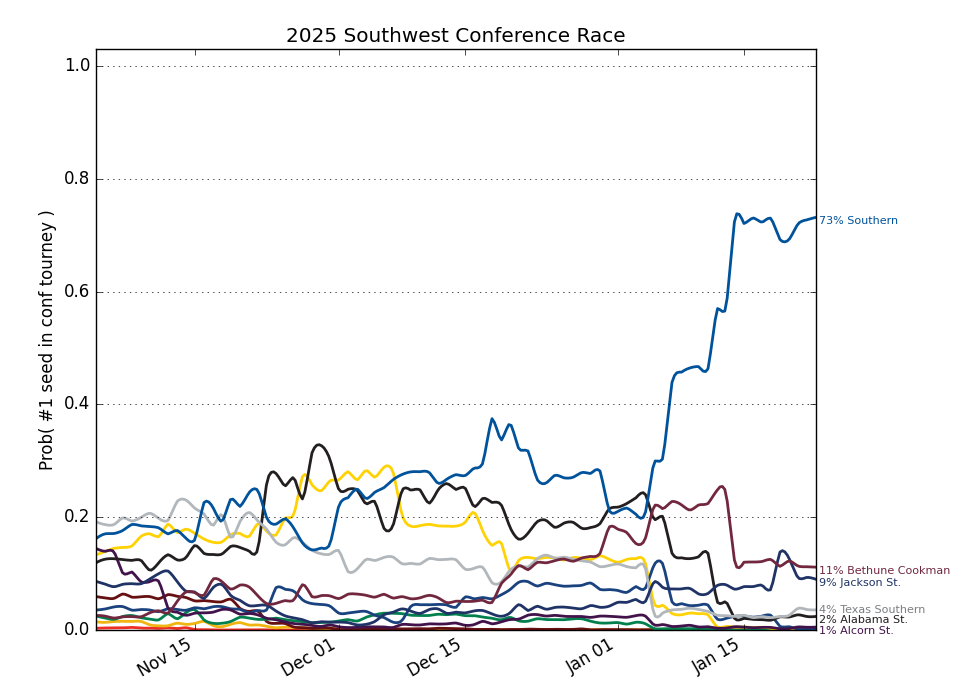 2025 Southwest Conference Race
Prob( #1 seed in conf tourney )
1.0
0.8
0.6
0.4
0.2
0.0
Nov 15
Dec 01
Dec 15
Jan 01
Jan 15
73% Southern
11% Bethune Cookman
9% Jackson St.
4% Texas Southern
2% Alabama St.
1% Alcorn St.